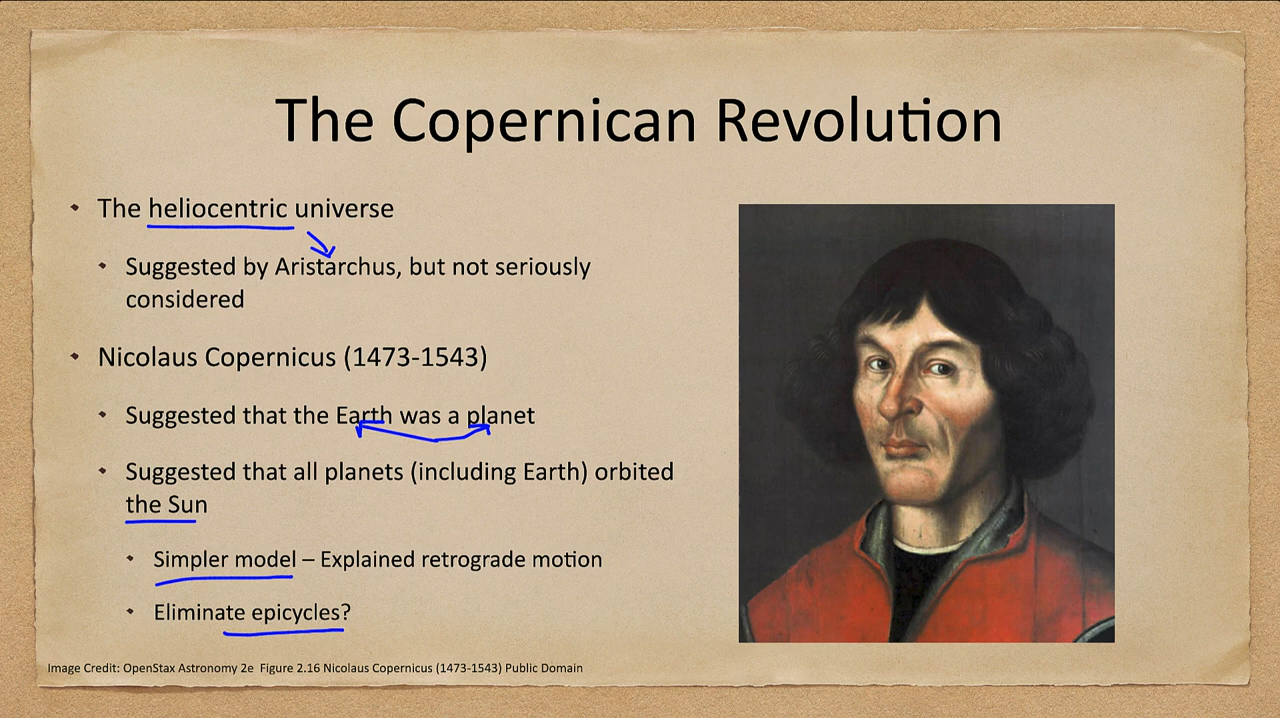 The Copernican Revolution
The heliocentric universe
Suggested by Aristarchus, but not seriously
considered
Nicolaus Copernicus (1473-1543)
Suggested that the Earth was a planet
Suggested that all planets (including Earth) orbited
the Sun
Simpler model – Explained retrograde motion
Eliminate epicycles?
Image Credit: OpenStax Astronomy 2e Figure 2.16 Nicolaus Copernicus (1473-1543) Public Domain